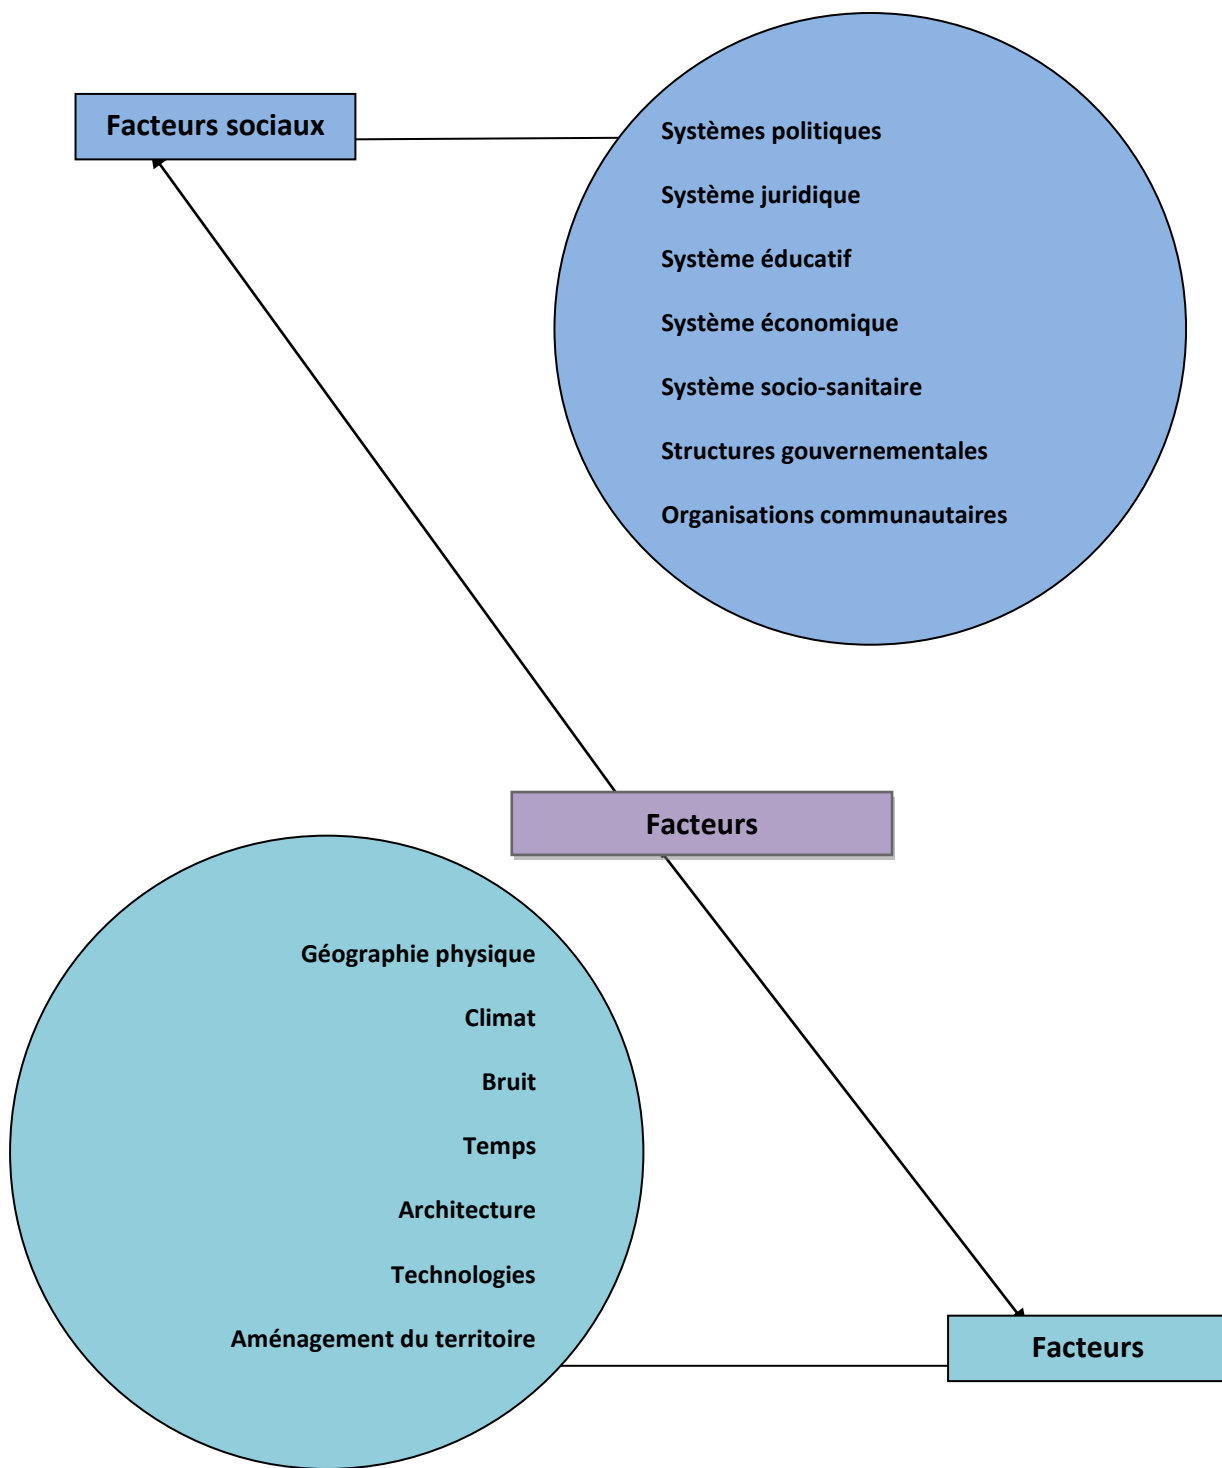 Facteurs sociaux
Systèmes politiques
Système juridique
Système éducatif
Système économique
Système socio-sanitaire
Structures gouvernementales
Organisations communautaires
Facteurs
Géographie physique
Climat
Bruit
Temps
Architecture
Technologies
Aménagement du territoire
Facteurs